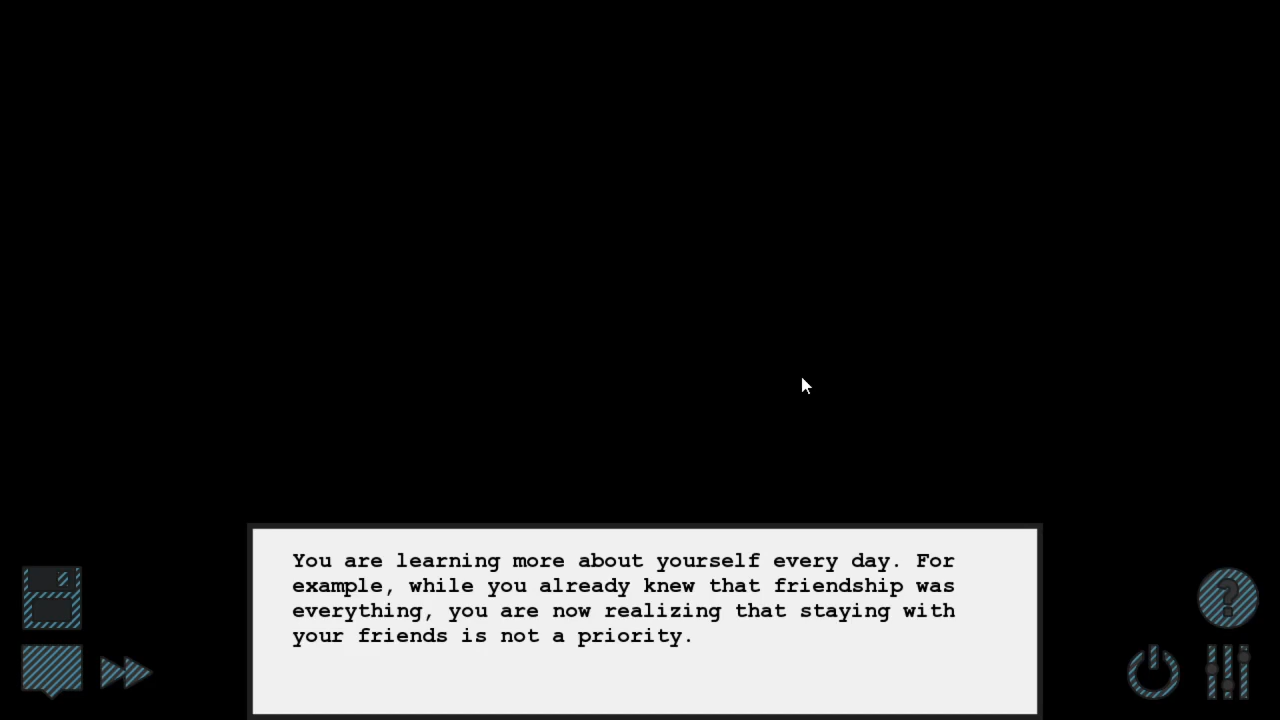 You are learning more about yourself every day. For
example, while you already knew that friendship was
everything, you are now realizing that staying with
your friends is not a priority.
?